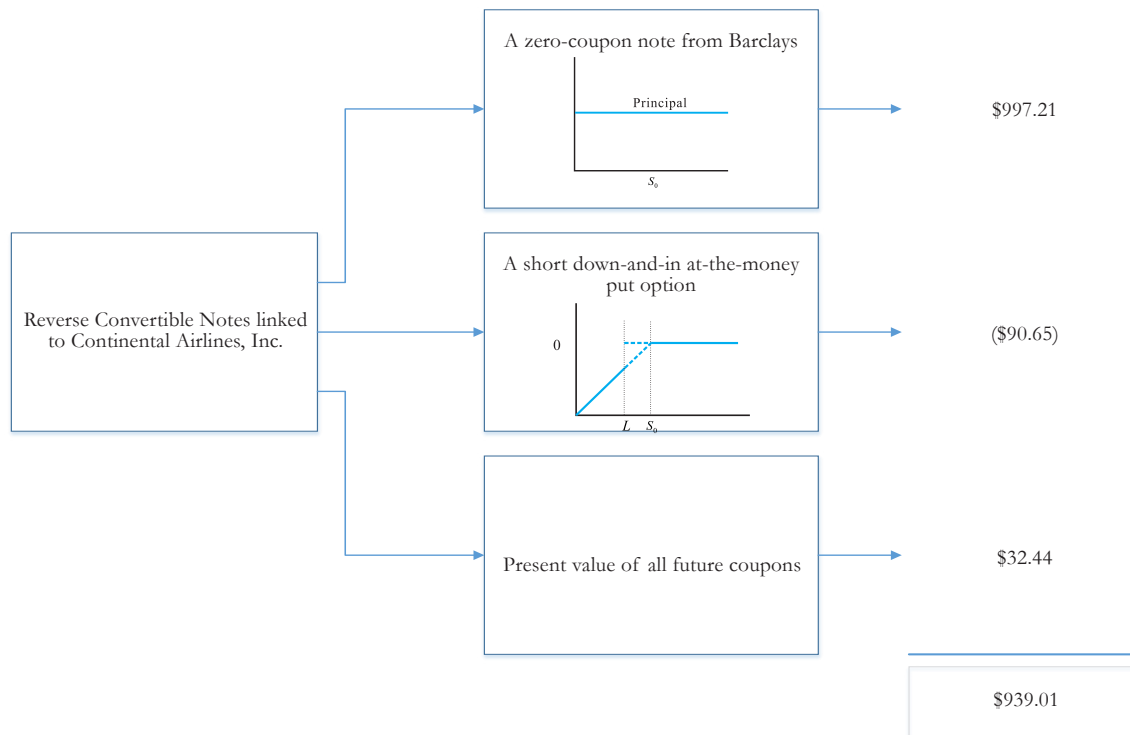 A zero-coupon note from Barclays
Principal
S₀
$997.21
Reverse Convertible Notes linked
to Continental Airlines, Inc.
A short down-and-in at-the-money
put option
0
L S₀
($90.65)
Present value of all future coupons
$32.44
$939.01